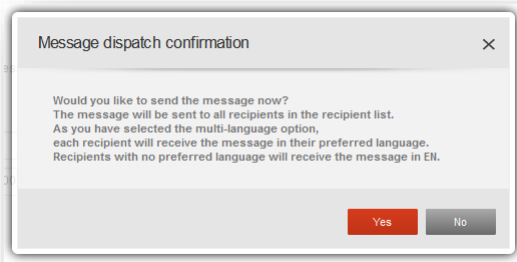 Message dispatch confirmation
Would you like to send the message now?
The message will be sent to all recipients in the recipient list.
As you have selected the multi-language option,
each recipient will receive the message in their preferred language.
Recipients with no preferred language will receive the message in EN.
Yes
No